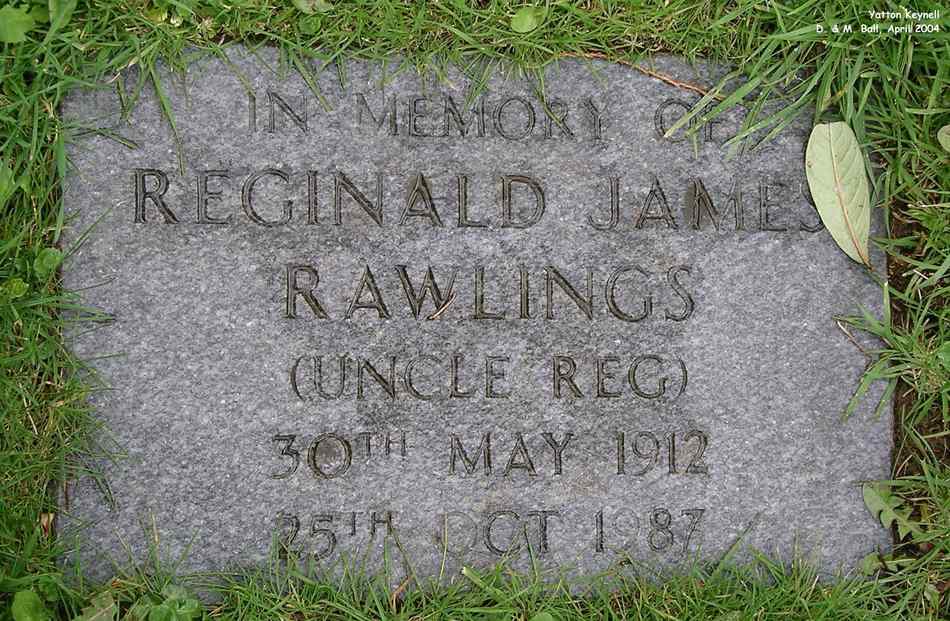 Yatton Keynell
D. & M. Ball, April 2004
IN MEMORY OF
REGINALD JAMES
RAWLINGS
(UNCLE REG)
30TH MAY 1912
25TH OCT 1987